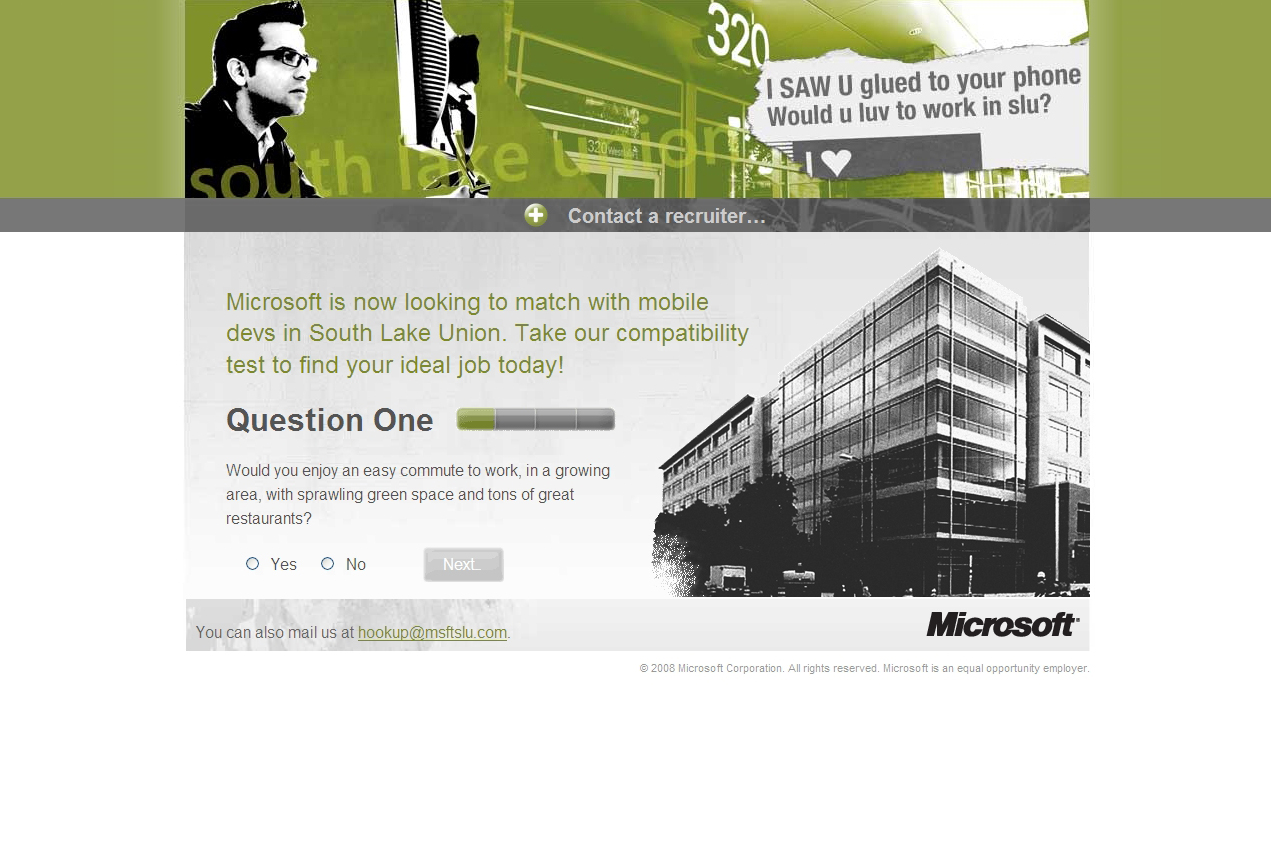 320
I SAW U glued to your phone
Would u luv to work in slu?
I ♥
320
south lake union
Contact a recruiter...
Microsoft is now looking to match with mobile
devs in South Lake Union. Take our compatibility
test to find your ideal job today!
Question One
Would you enjoy an easy commute to work, in a growing
area, with sprawling green space and tons of great
restaurants?
Yes No Next...
You can also mail us at hookup@msftslu.com.
Microsoft
© 2008 Microsoft Corporation. All rights reserved. Microsoft is an equal opportunity employer.